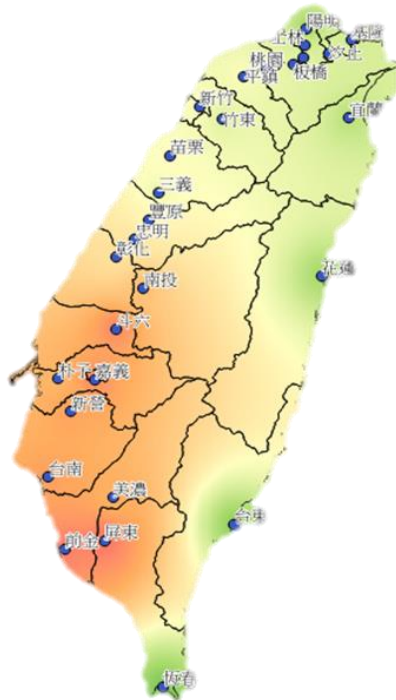 陽明
士林
基隆
汐止
桃園
板橋
平鎮
新竹
竹東
宜蘭
苗栗
三義
豐原
忠明
彰化
花蓮
南投
斗六
朴子
嘉義
新營
台南
美濃
台東
前金
屏東
恆春